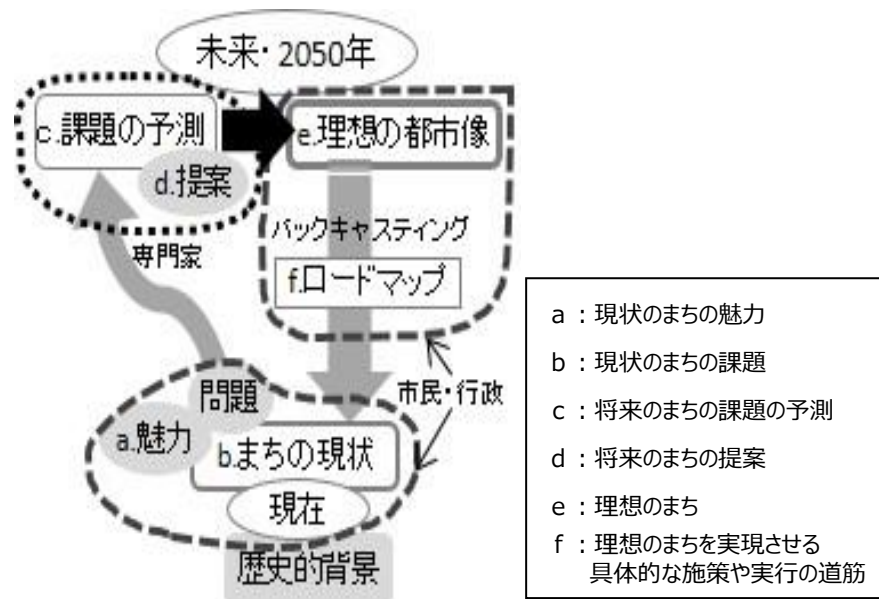 未来・2050年
c.課題の予測
d.提案
e.理想の都市像
専門家
バックキャスティング
f.ロードマップ
問題
a.魅力
b.まちの現状
現在
歴史的背景
市民・行政
a：現状のまちの魅力
b：現状のまちの課題
c：将来のまちの課題の予測
d：将来のまちの提案
e：理想のまち
f：理想のまちを実現させる
具体的な施策や実行の道筋